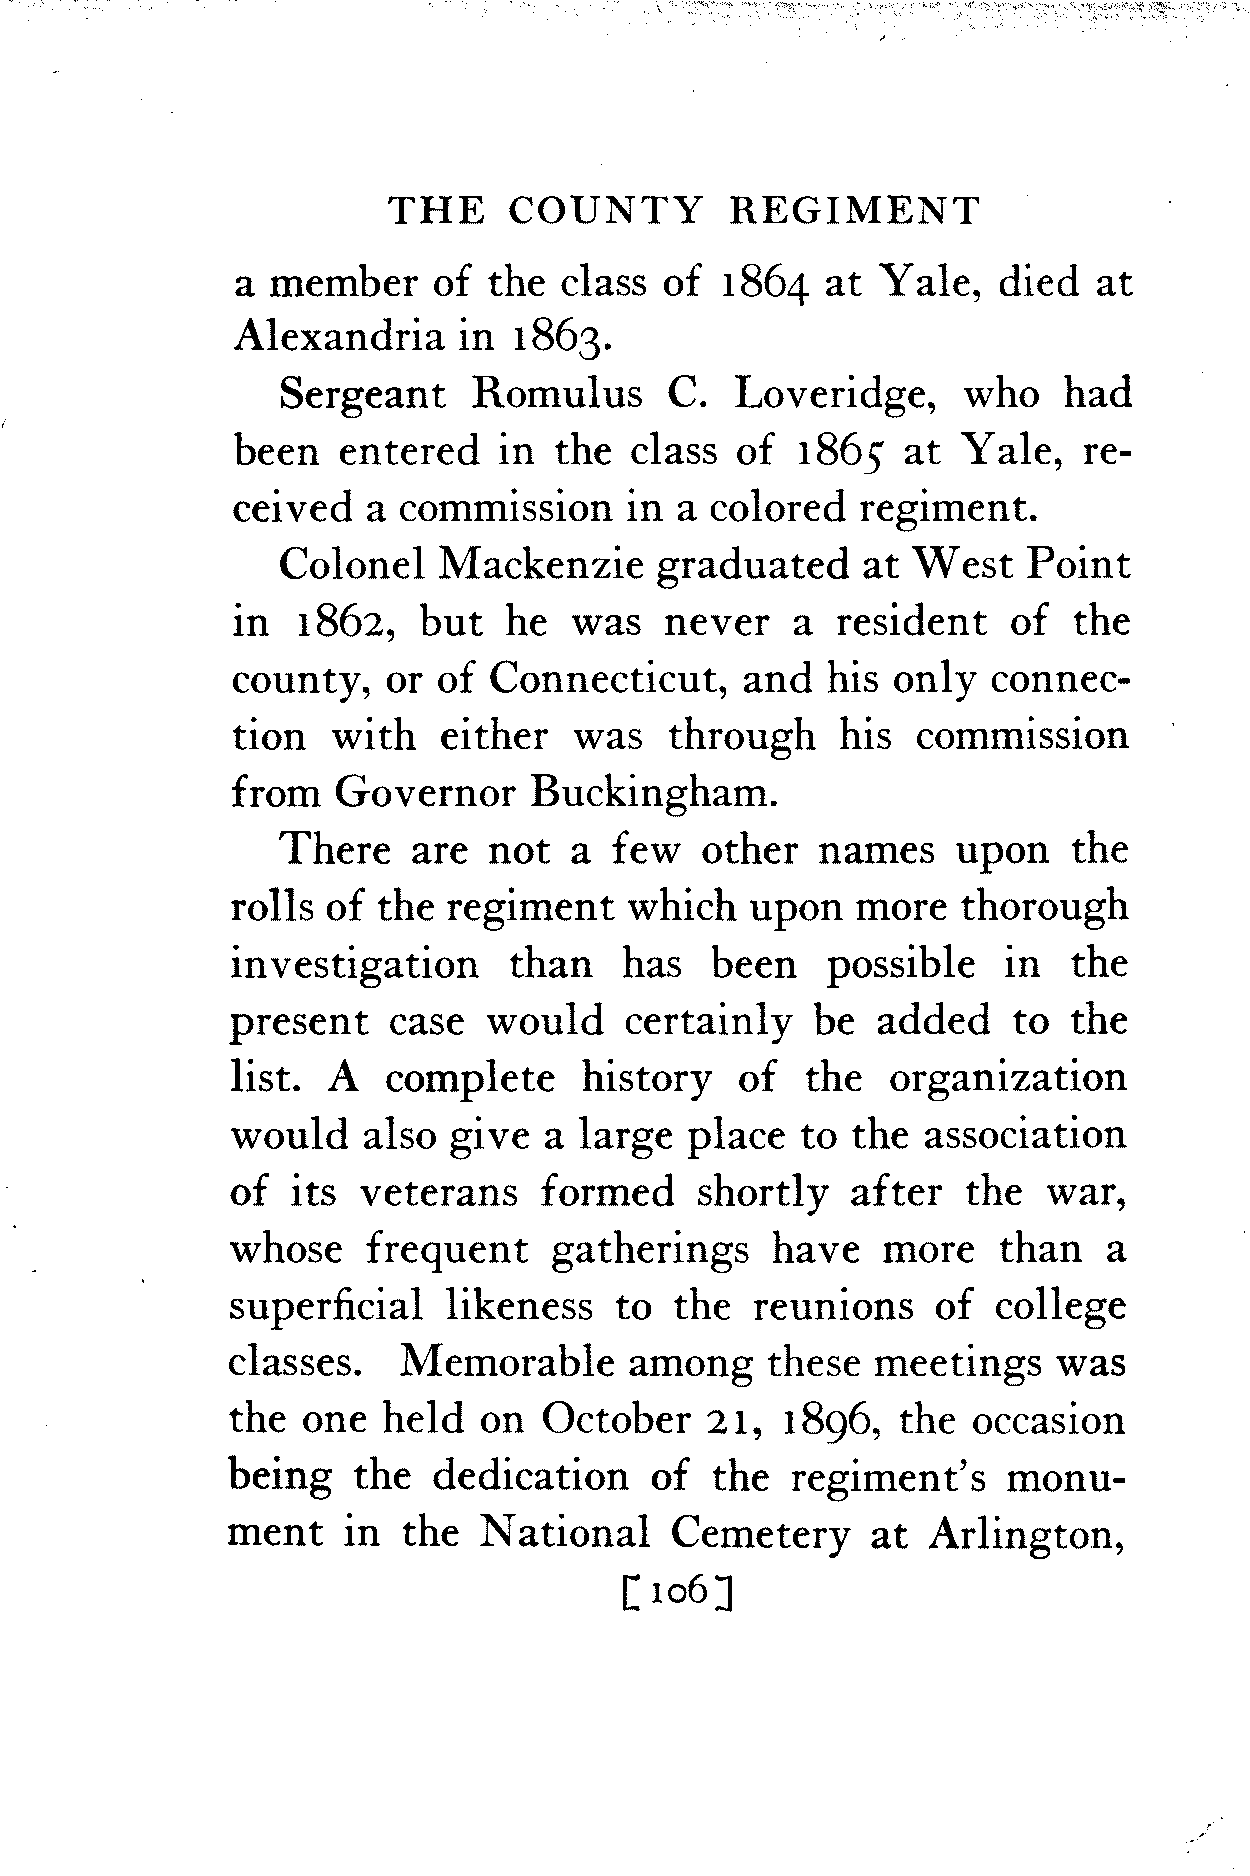 THE COUNTY REGIMENT
a member of the class of 1864 at Yale, died at
Alexandria in 1863.
Sergeant Romulus C. Loveridge, who had
been entered in the class of 1865 at Yale, re-
ceived a commission in a colored regiment.
Colonel Mackenzie graduated at West Point
in 1862, but he was never a resident of the
county, or of Connecticut, and his only connec-
tion with either was through his commission
from Governor Buckingham.
There are not a few other names upon the
rolls of the regiment which upon more thorough
investigation than has been possible in the
present case would certainly be added to the
list. A complete history of the organization
would also give a large place to the association
of its veterans formed shortly after the war,
whose frequent gatherings have more than a
superficial likeness to the reunions of college
classes. Memorable among these meetings was
the one held on October 21, 1896, the occasion
being the dedication of the regiment's monu-
ment in the National Cemetery at Arlington,
[106]